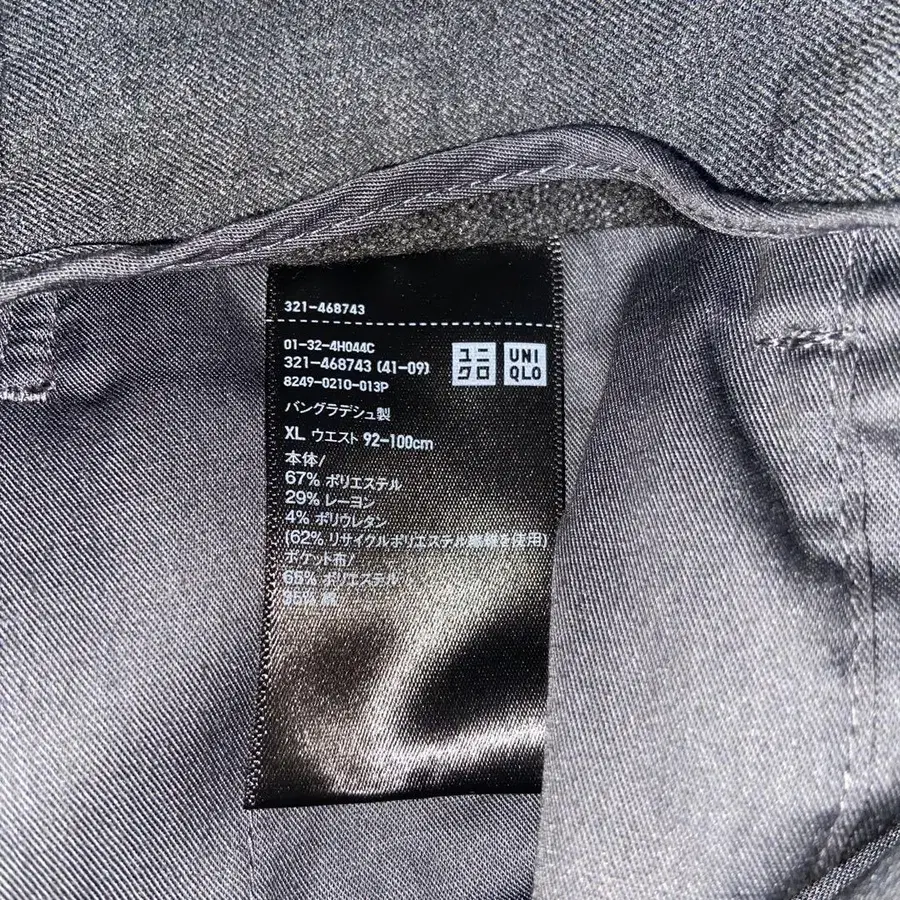 321-468743
01-32-4H044C
321-468743 (41-09)
8249-0210-013P
ユニ
クロ
UNI
QLO
バングラデシュ製
XL ウエスト 92-100cm
本体/
67% ポリエステル
29% レーヨン
4% ポリウレタン
(62% リサイクルポリエステル繊維を使用)
ポケット布/
65% ポリエステル
35% 綿